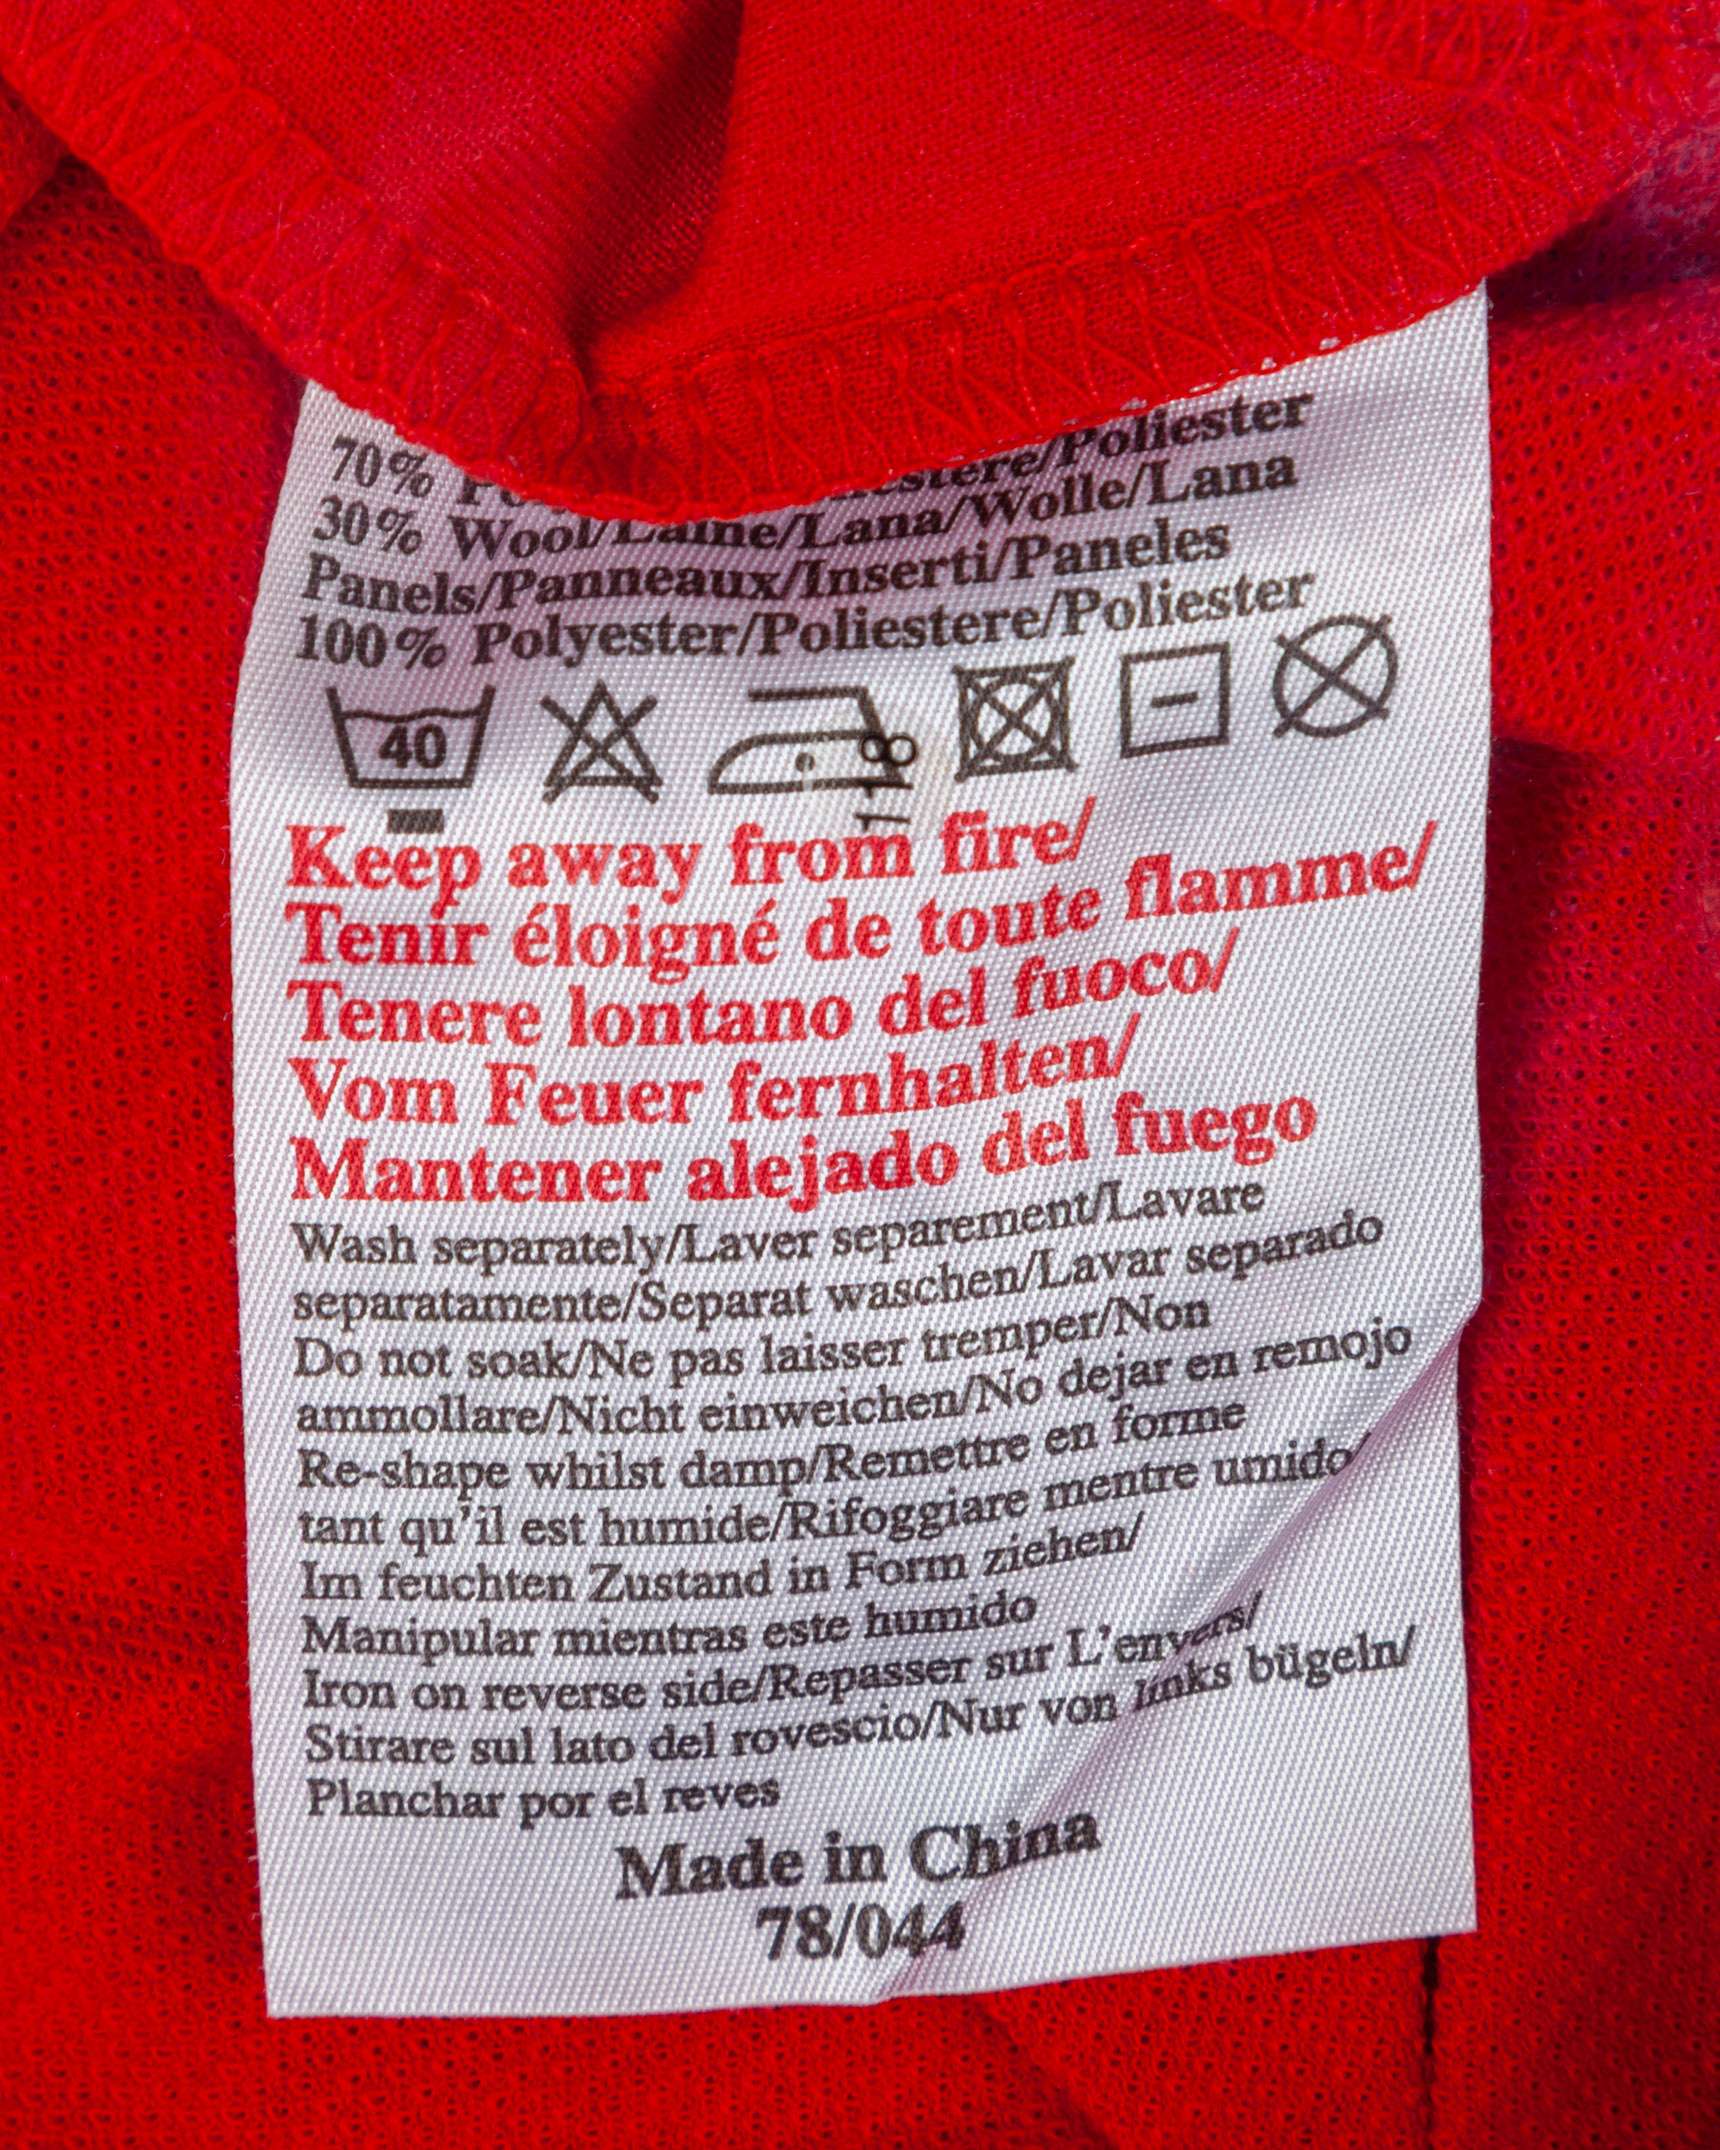 70%
/Poliester
30% Wool/Laine/Lana/Wolle/Lana
Panels/Panneaux/Inserti/Paneles
100% Polyester/Poliestere/Poliester
40
118
Keep away from fire/
Tenir éloigné de toute flamme/
Tenere lontano del fuoco/
Vom Feuer fernhalten/
Mantener alejado del fuego
Wash separately/Laver separement/Lavare
separatamente/Separat waschen/Lavar separado
Do not soak/Ne pas laisser tremper/Non
ammollare/Nicht einweichen/No dejar en remojo
Re-shape whilst damp/Remettre en forme
tant qu'il est humide/Rifoggiare mentre umido
Im feuchten Zustand in Form ziehen/
Manipular mientras este humido
Iron on reverse side/Repasser sur L'envers/
Stirare sul lato del rovescio/Nur von links bügeln/
Planchar por el reves
Made in China
78/044